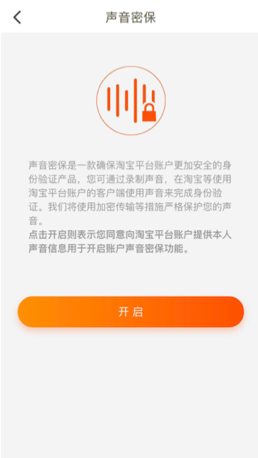 声音密保
声音密保是一款确保淘宝平台账户更加安全的身
份验证产品，您可通过录制声音，在淘宝等使用
淘宝平台账户的客户端使用声音来完成身份验
证。我们将使用加密传输等措施严格保护您的声
音。
点击开启则表示您同意向淘宝平台账户提供本人
声音信息用于开启账户声音密保功能。
开启